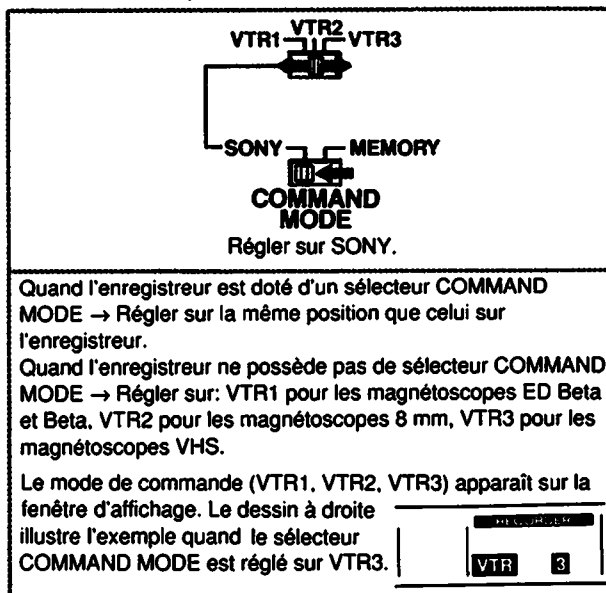 VTR1 VTR2 VTR3
SONY MEMORY
COMMAND
MODE
Régler sur SONY.
Quand l'enregistreur est doté d'un sélecteur COMMAND
MODE → Régler sur la même position que celui sur
l'enregistreur.
Quand l'enregistreur ne possède pas de sélecteur COMMAND
MODE → Régler sur: VTR1 pour les magnétoscopes ED Beta
et Beta, VTR2 pour les magnétoscopes 8 mm, VTR3 pour les
magnétoscopes VHS.
Le mode de commande (VTR1, VTR2, VTR3) apparaît sur la
fenêtre d'affichage. Le dessin à droite
illustre l'exemple quand le sélecteur
COMMAND MODE est réglé sur VTR3.
RECORDER
VTR 3